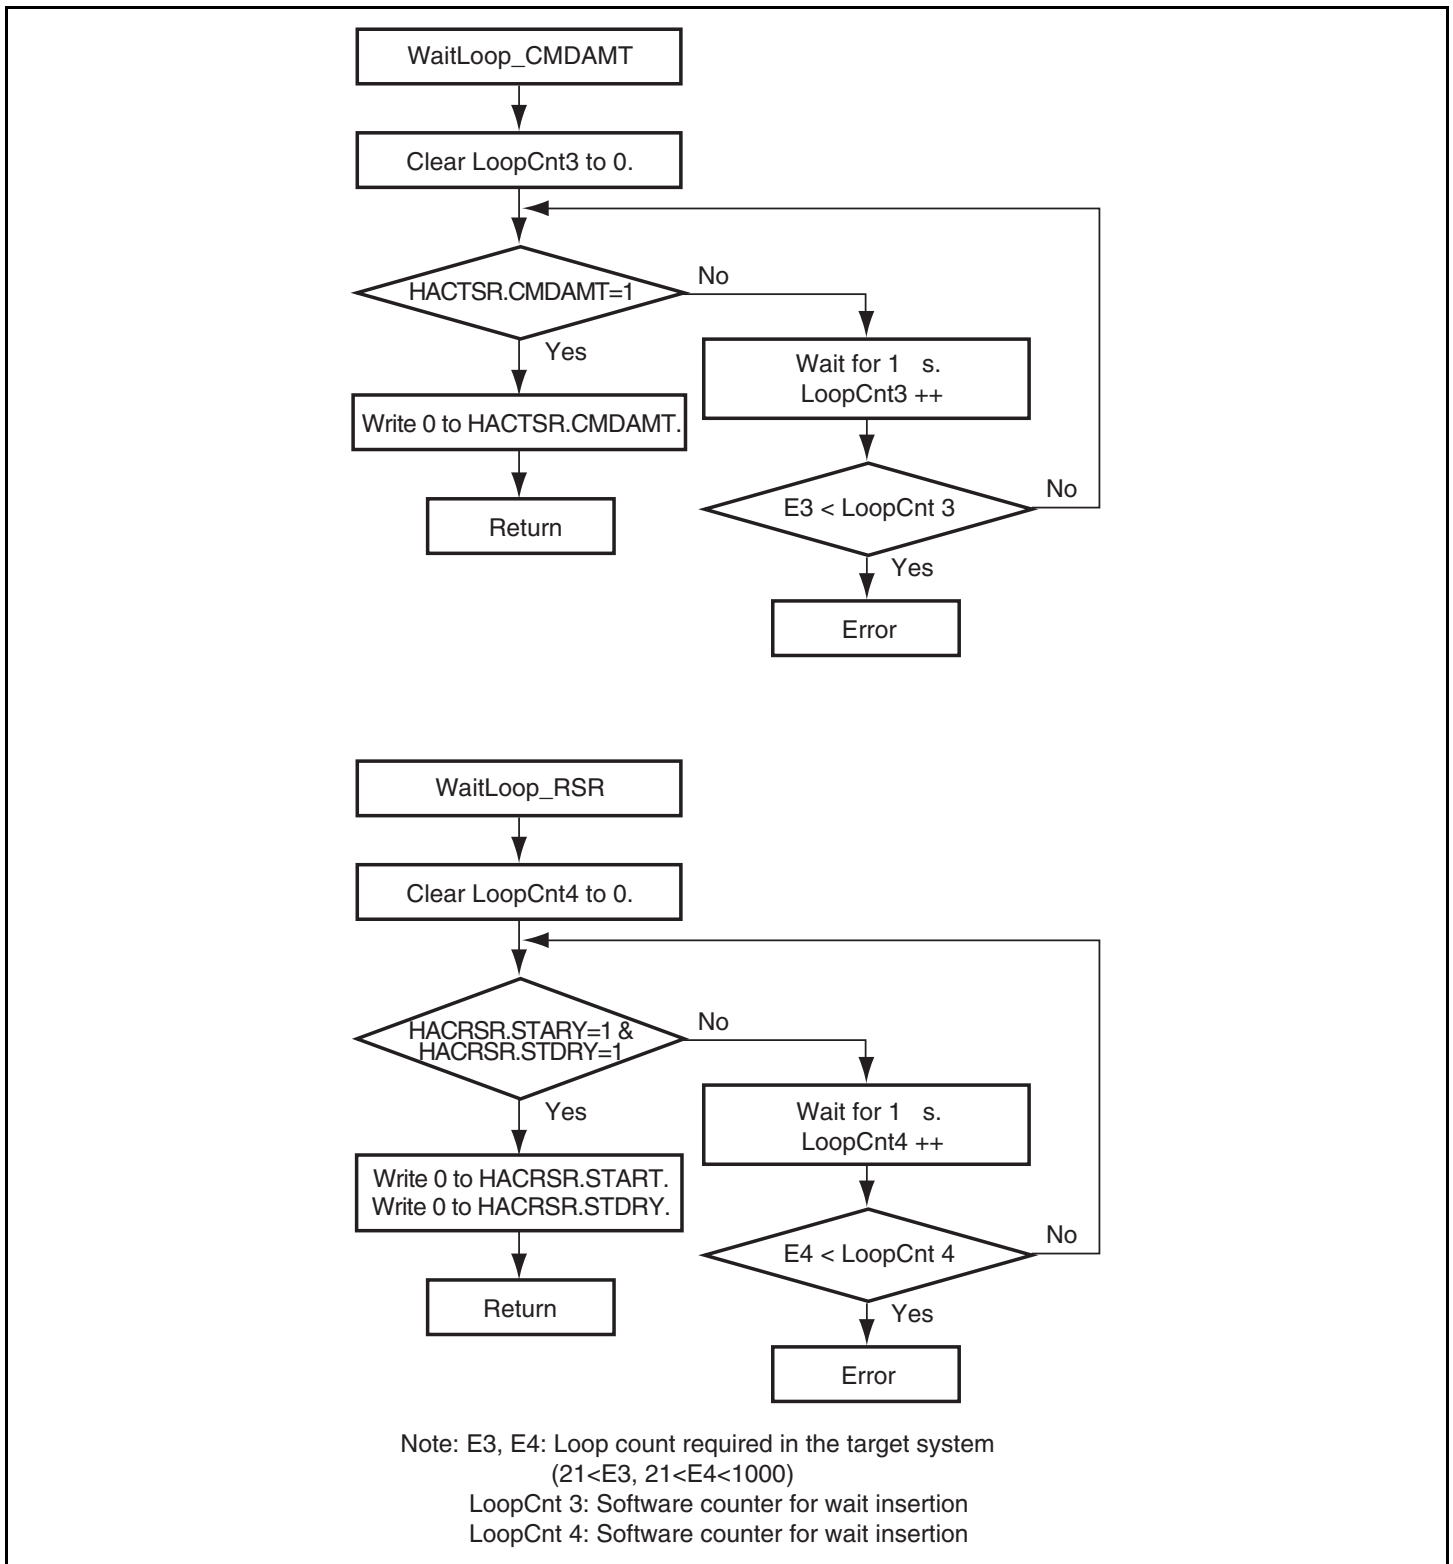 WaitLoop_CMDAMT
Clear LoopCnt3 to 0.
HACTSR.CMDAMT=1
No
Yes
Wait for 1 s.
LoopCnt3 ++
Write 0 to HACTSR.CMDAMT.
E3 < LoopCnt 3
No
Return
Yes
Error
WaitLoop_RSR
Clear LoopCnt4 to 0.
HACRSR.STARY=1 &
HACRSR.STDRY=1
No
Yes
Wait for 1 s.
LoopCnt4 ++
Write 0 to HACRSR.START.
Write 0 to HACRSR.STDRY.
E4 < LoopCnt 4
No
Return
Yes
Error
Note: E3, E4: Loop count required in the target system
(21<E3, 21<E4<1000)
LoopCnt 3: Software counter for wait insertion
LoopCnt 4: Software counter for wait insertion